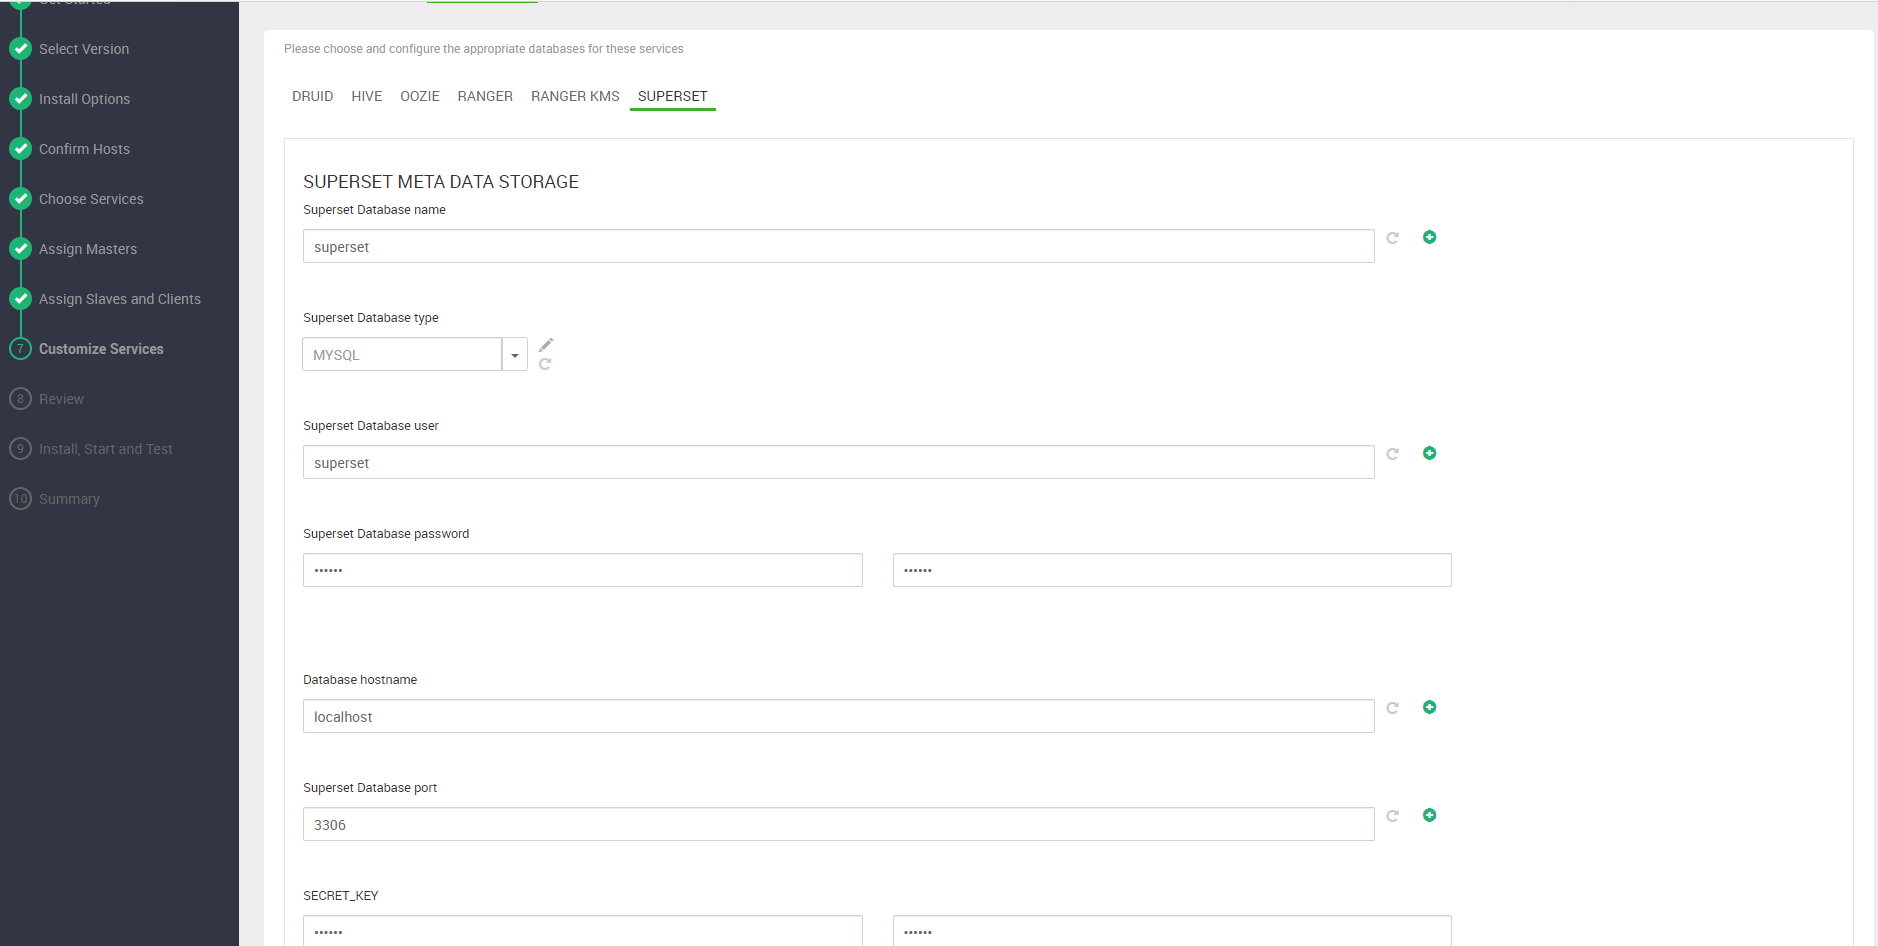 Get Started
Select Version
Install Options
Confirm Hosts
Choose Services
Assign Masters
Assign Slaves and Clients
7 Customize Services
8 Review
9 Install, Start and Test
10 Summary
Please choose and configure the appropriate databases for these services
DRUID HIVE OOZIE RANGER RANGER KMS SUPERSET
SUPERSET META DATA STORAGE
Superset Database name
superset
Superset Database type
MYSQL
Superset Database user
superset
Superset Database password
•••••• ••••••
Database hostname
localhost
Superset Database port
3306
SECRET_KEY
•••••• ••••••